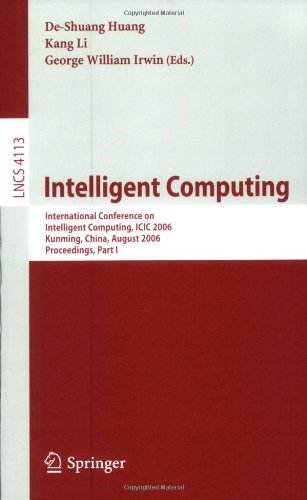 De-Shuang Huang
Kang Li
George William Irwin (Eds.)
LNCS 4113
Intelligent Computing
International Conference on
Intelligent Computing, ICIC 2006
Kunming, China, August 2006
Proceedings, Part I
Springer